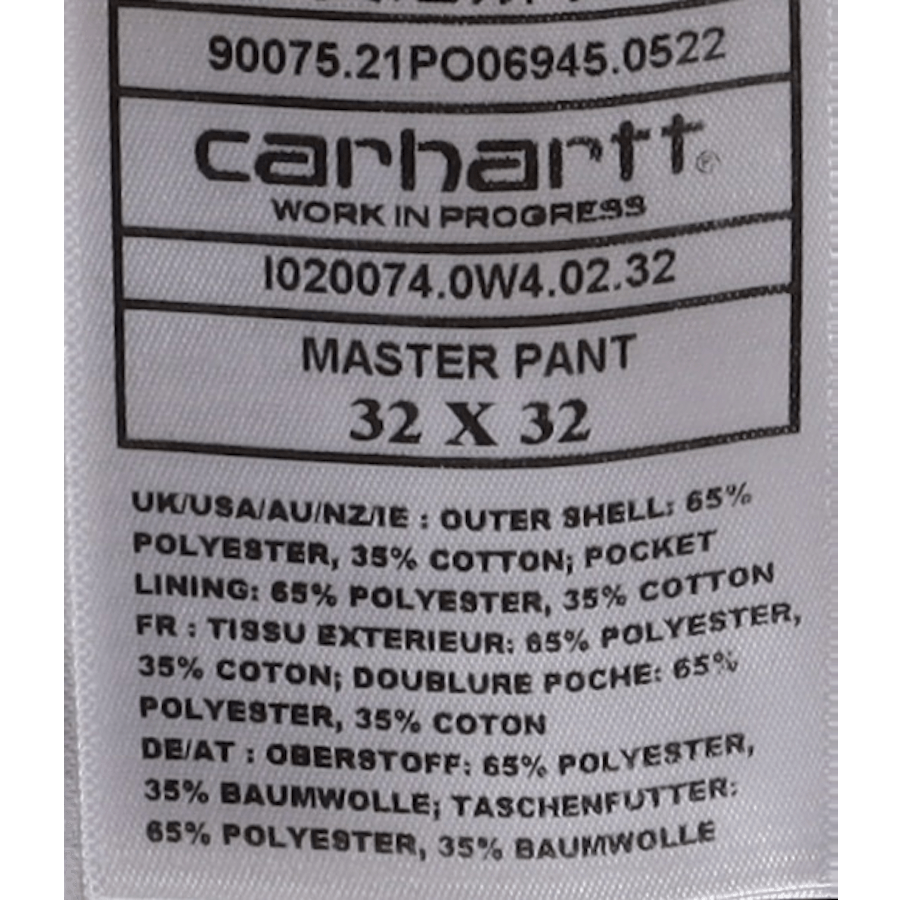 90075.21PO06945.0522
carhartt®
WORK IN PROGRESS
I020074.0W4.02.32
MASTER PANT
32 X 32
UK/USA/AU/NZ/IE : OUTER SHELL: 65%
POLYESTER, 35% COTTON; POCKET
LINING: 65% POLYESTER, 35% COTTON
FR : TISSU EXTERIEUR: 65% POLYESTER,
35% COTON; DOUBLURE POCHE: 65%
POLYESTER, 35% COTON
DE/AT : OBERSTOFF: 65% POLYESTER,
35% BAUMWOLLE; TASCHENFUTTER:
65% POLYESTER, 35% BAUMWOLLE